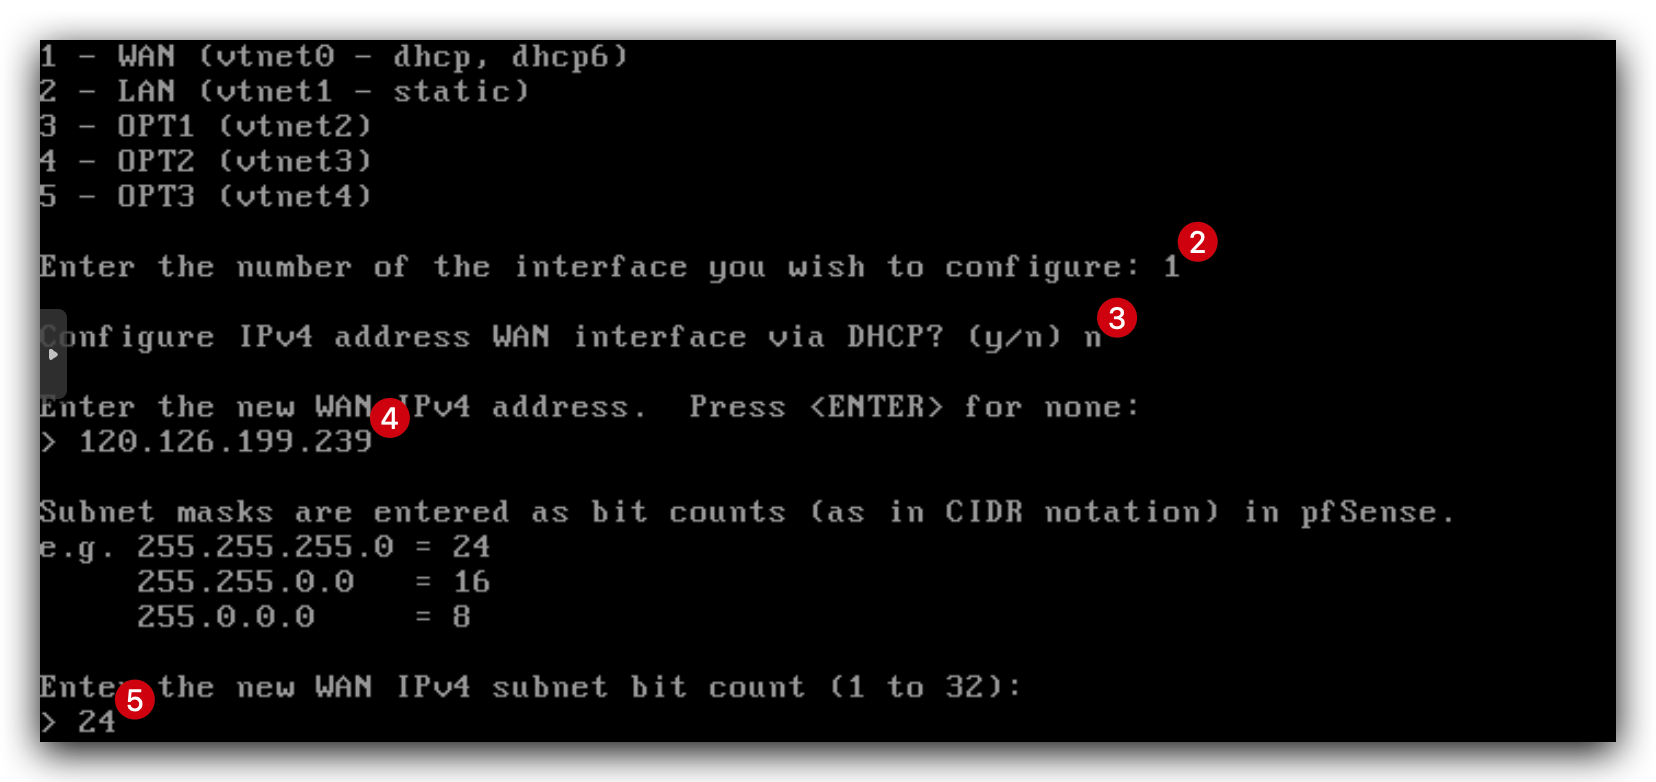 1 - WAN (vtnet0 - dhcp, dhcp6)
2 - LAN (vtnet1 - static)
3 - OPT1 (vtnet2)
4 - OPT2 (vtnet3)
5 - OPT3 (vtnet4)
2
Enter the number of the interface you wish to configure: 1
3
Configure IPv4 address WAN interface via DHCP? (y/n) n
Enter the new WAN IPv4 address.  Press <ENTER> for none:
4
> 120.126.199.239
Subnet masks are entered as bit counts (as in CIDR notation) in pfSense.
e.g. 255.255.255.0 = 24
     255.255.0.0   = 16
     255.0.0.0     = 8
Enter the new WAN IPv4 subnet bit count (1 to 32):
5
> 24